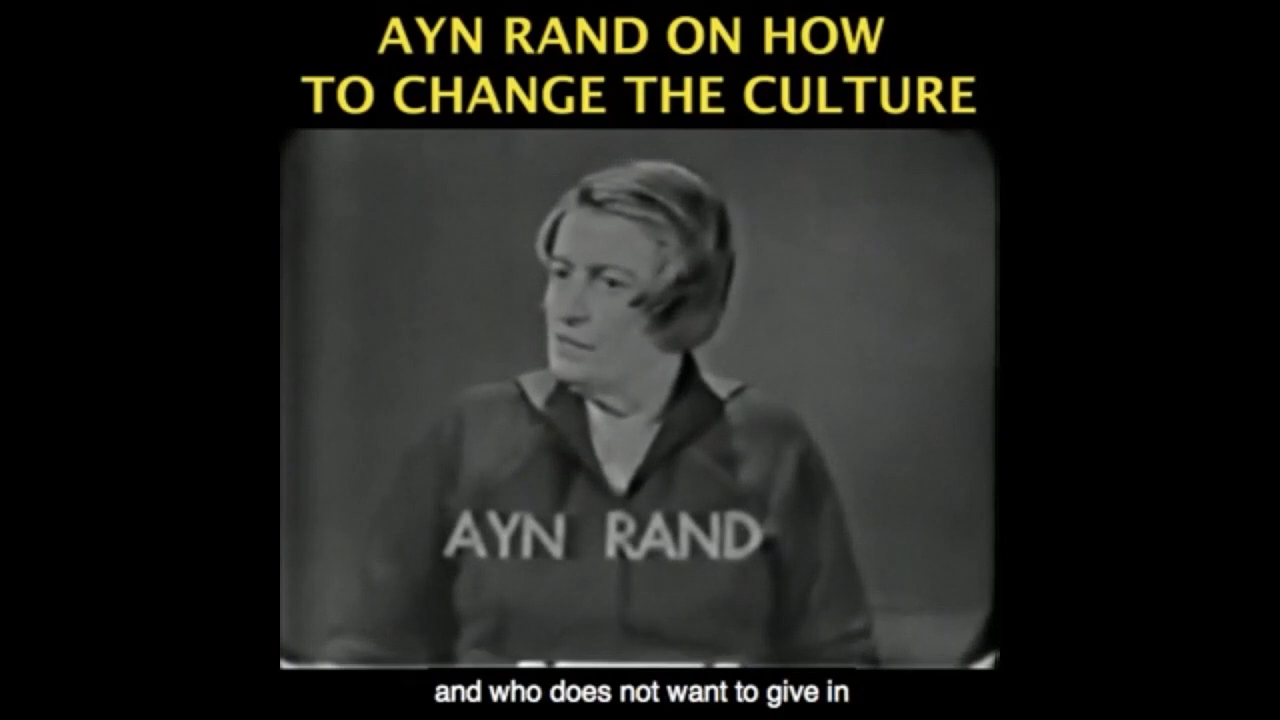 AYN RAND ON HOW
TO CHANGE THE CULTURE
AYN RAND
and who does not want to give in